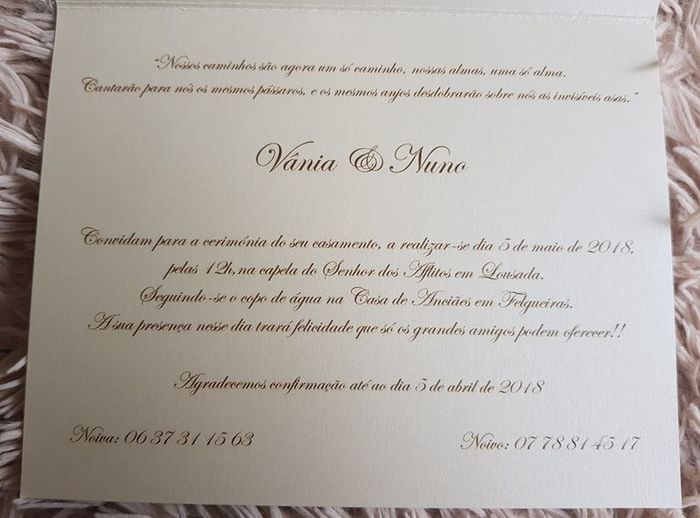 "Nossos caminhos são agora um só caminho, nossas almas, uma só alma.
Cantarão para nós os mesmos pássaros, e os mesmos anjos desdobrarão sobre nós as invisíveis asas."
Vânia & Nuno
Convidam para a cerimónia do seu casamento, a realizar-se dia 5 de maio de 2018,
pelas 12h, na capela do Senhor dos Aflitos em Lousada.
Seguindo-se o copo de água na Casa de Anciães em Felgueiras.
A sua presença nesse dia trará felicidade que só os grandes amigos podem oferecer!!
Agradecemos confirmação até ao dia 5 de abril de 2018
Noiva: 06 37 31 15 63
Noivo: 07 78 81 45 17